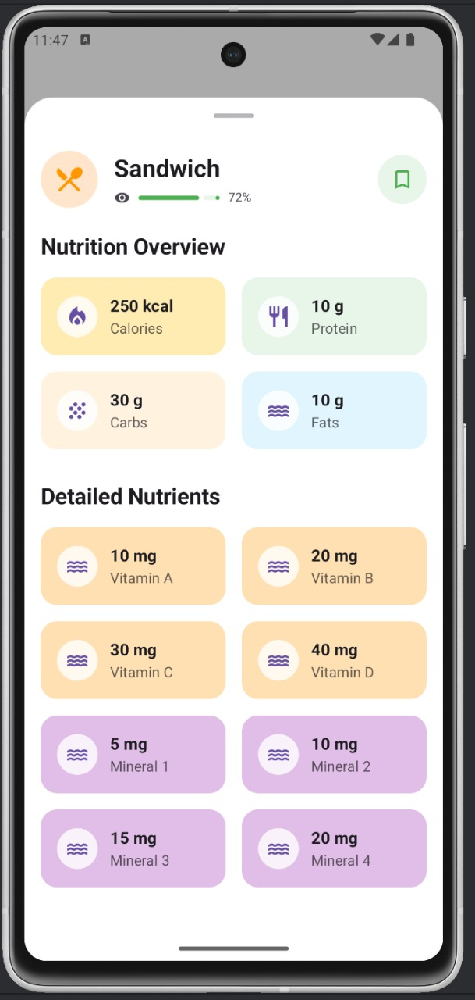 11:47 A
Sandwich
72%
Nutrition Overview
250 kcal
Calories
10 g
Protein
30 g
Carbs
10 g
Fats
Detailed Nutrients
10 mg
Vitamin A
20 mg
Vitamin B
30 mg
Vitamin C
40 mg
Vitamin D
5 mg
Mineral 1
10 mg
Mineral 2
15 mg
Mineral 3
20 mg
Mineral 4